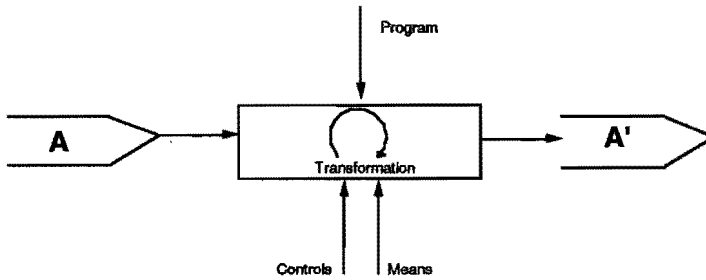 Program
A
A'
Transformation
Controls
Means